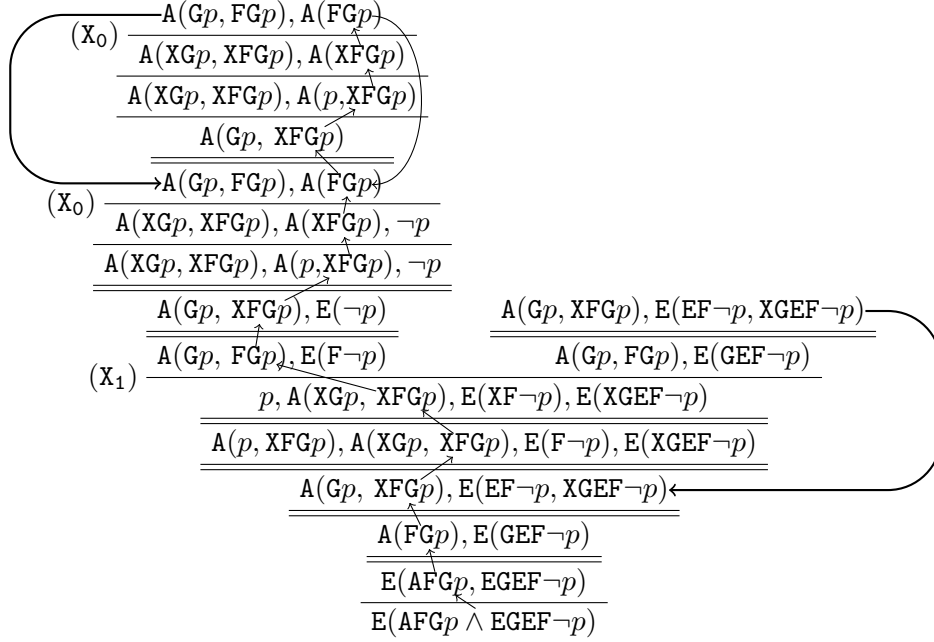 A(Gp, FGp), A(FGp)
(X₀)
A(XGp, XFGp), A(XFGp)
A(XGp, XFGp), A(p,XFGp)
A(Gp, XFGp)
A(Gp, FGp), A(FGp)
(X₀)
A(XGp, XFGp), A(XFGp), ¬p
A(XGp, XFGp), A(p,XFGp), ¬p
A(Gp, XFGp), E(¬p) A(Gp, XFGp), E(EF¬p, XGEF¬p)
A(Gp, FGp), E(F¬p) A(Gp, FGp), E(GEF¬p)
(X₁)
p, A(XGp, XFGp), E(XF¬p), E(XGEF¬p)
A(p, XFGp), A(XGp, XFGp), E(F¬p), E(XGEF¬p)
A(Gp, XFGp), E(EF¬p, XGEF¬p)
A(FGp), E(GEF¬p)
E(AFGp, EGEF¬p)
E(AFGp ∧ EGEF¬p)